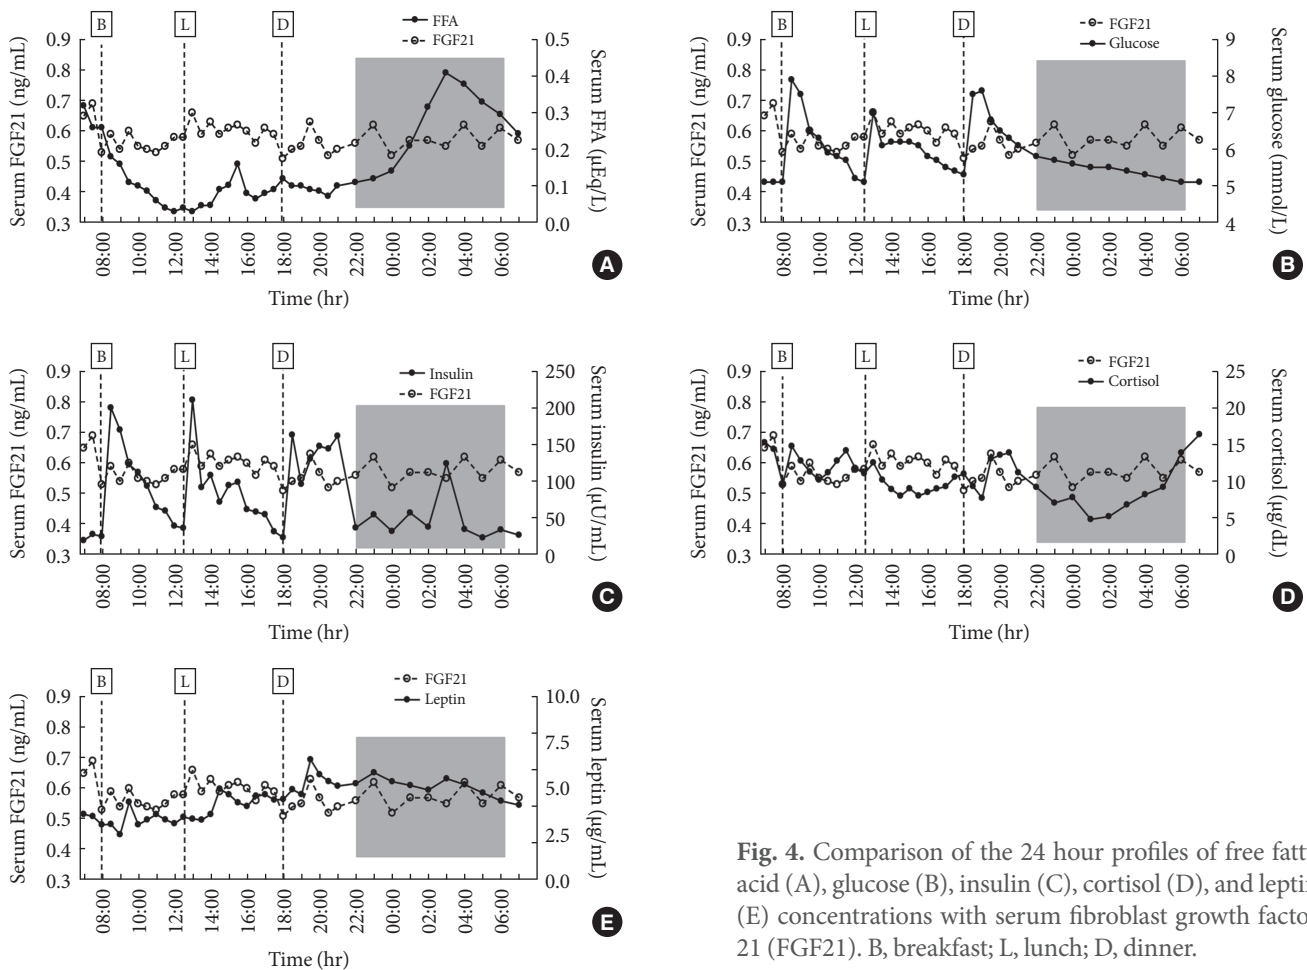 B L D
FFA
FGF21
Serum FGF21 (ng/mL)
0.9
0.8
0.7
0.6
0.5
0.4
0.3
0.5
0.4
0.3
0.2
0.1
0.0
Serum FFA (μEq/L)
08:00 10:00 12:00 14:00 16:00 18:00 20:00 22:00 00:00 02:00 04:00 06:00
Time (hr)
A
B L D
FGF21
Glucose
Serum FGF21 (ng/mL)
0.9
0.8
0.7
0.6
0.5
0.4
0.3
9
8
7
6
5
4
Serum glucose (mmol/L)
08:00 10:00 12:00 14:00 16:00 18:00 20:00 22:00 00:00 02:00 04:00 06:00
Time (hr)
B
B L D
Insulin
FGF21
Serum FGF21 (ng/mL)
0.9
0.8
0.7
0.6
0.5
0.4
0.3
250
200
150
100
50
0
Serum insulin (μU/mL)
08:00 10:00 12:00 14:00 16:00 18:00 20:00 22:00 00:00 02:00 04:00 06:00
Time (hr)
C
B L D
FGF21
Cortisol
Serum FGF21 (ng/mL)
0.9
0.8
0.7
0.6
0.5
0.4
0.3
25
20
15
10
5
0
Serum cortisol (μg/dL)
08:00 10:00 12:00 14:00 16:00 18:00 20:00 22:00 00:00 02:00 04:00 06:00
Time (hr)
D
B L D
FGF21
Leptin
Serum FGF21 (ng/mL)
0.9
0.8
0.7
0.6
0.5
0.4
0.3
10.0
7.5
5.0
2.5
0.0
Serum leptin (μg/mL)
08:00 10:00 12:00 14:00 16:00 18:00 20:00 22:00 00:00 02:00 04:00 06:00
Time (hr)
E
Fig. 4. Comparison of the 24 hour profiles of free fatt
acid (A), glucose (B), insulin (C), cortisol (D), and leptin
(E) concentrations with serum fibroblast growth facto
21 (FGF21). B, breakfast; L, lunch; D, dinner.